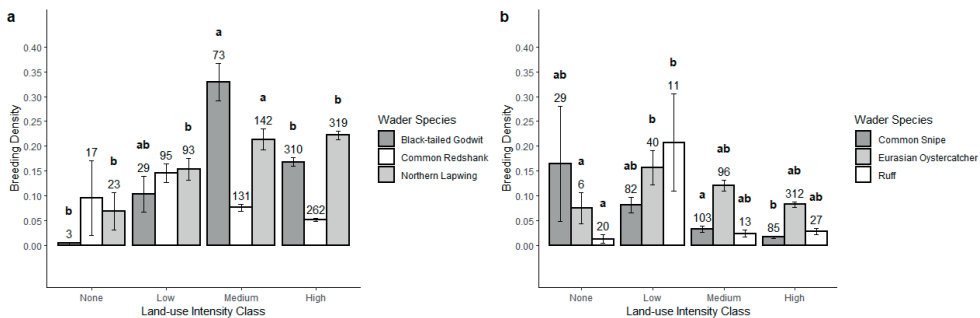 a
Breeding Density
0.40
0.35
0.30
0.25
0.20
0.15
0.10
0.05
0.00
b
3
17
b
23
ab
29
95
b
93
a
73
131
a
142
b
310
262
b
319
None
Low
Medium
High
Land-use Intensity Class
Wader Species
Black-tailed Godwit
Common Redshank
Northern Lapwing
b
Breeding Density
0.40
0.35
0.30
0.25
0.20
0.15
0.10
0.05
0.00
ab
29
a
6
a
20
ab
82
b
40
b
11
a
103
ab
96
ab
13
b
85
ab
312
ab
27
None
Low
Medium
High
Land-use Intensity Class
Wader Species
Common Snipe
Eurasian Oystercatcher
Ruff